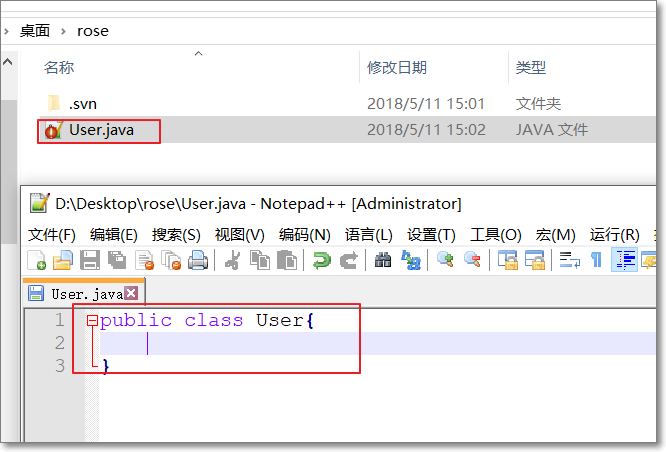 桌面 › rose
名称 修改日期 类型
.svn 2018/5/11 15:01 文件夹
User.java 2018/5/11 15:02 JAVA 文件
D:\Desktop\rose\User.java - Notepad++ [Administrator]
文件(F) 编辑(E) 搜索(S) 视图(V) 编码(N) 语言(L) 设置(T) 工具(O) 宏(M) 运行(R)
User.java
1 public class User{
2
3 }